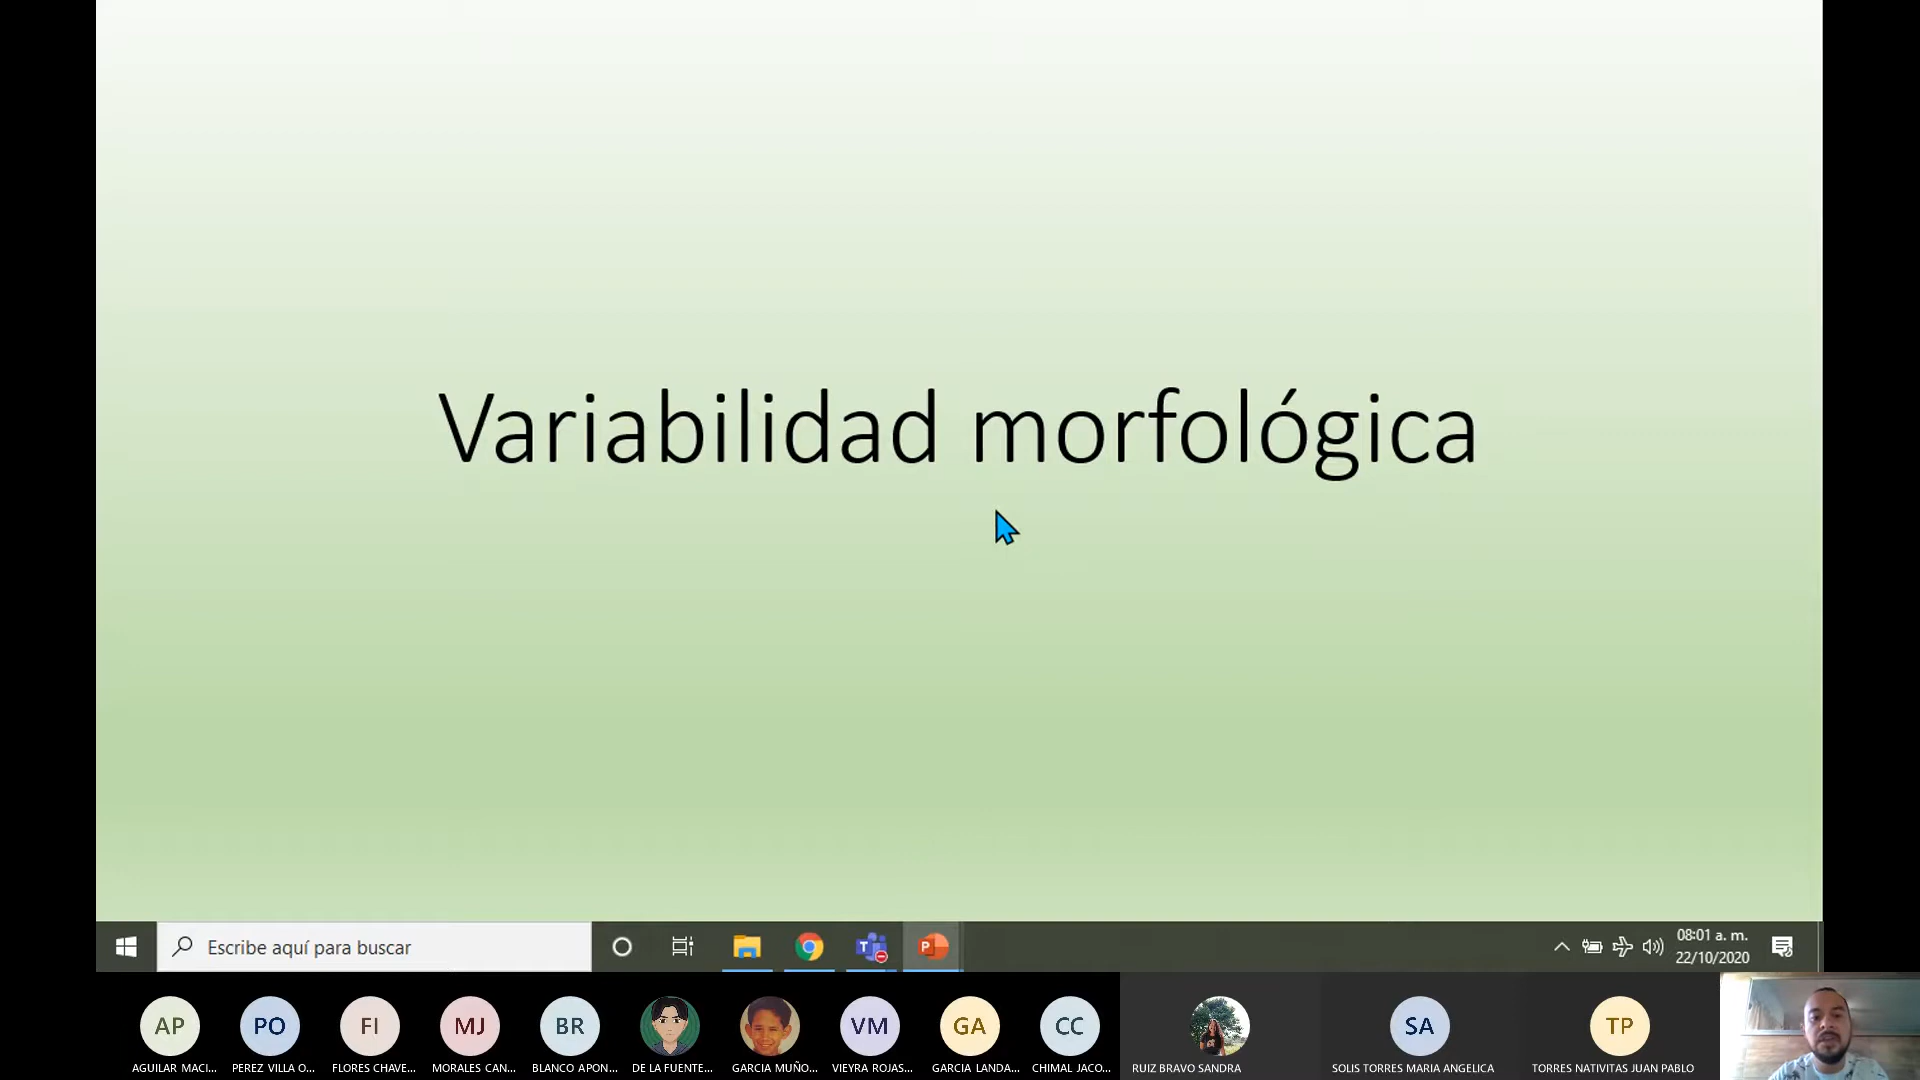 Variabilidad morfológica
Escribe aquí para buscar
08:01 a. m.
22/10/2020
AP
PO
FI
MJ
BR
VM
GA
CC
SA
TP
AGUILAR MACI...
PEREZ VILLA O...
FLORES CHAVE...
MORALES CAN...
BLANCO APON...
DE LA FUENTE...
GARCIA MUÑO...
VIEYRA ROJAS...
GARCIA LANDA...
CHIMAL JACO...
RUIZ BRAVO SANDRA
SOLIS TORRES MARIA ANGELICA
TORRES NATIVITAS JUAN PABLO